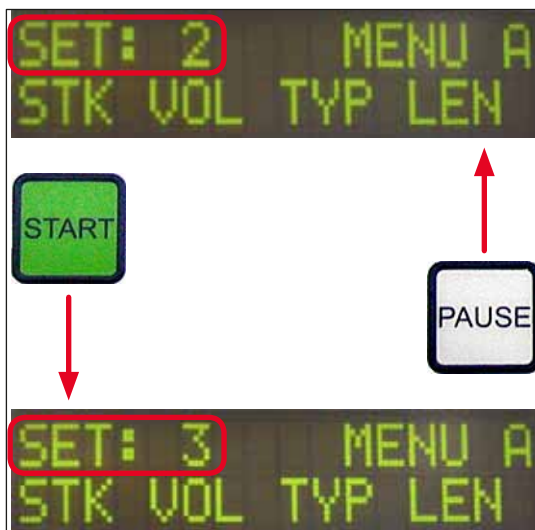 SET: 2 MENU A
STK VOL TYP LEN
START
PAUSE
SET: 3 MENU A
STK VOL TYP LEN